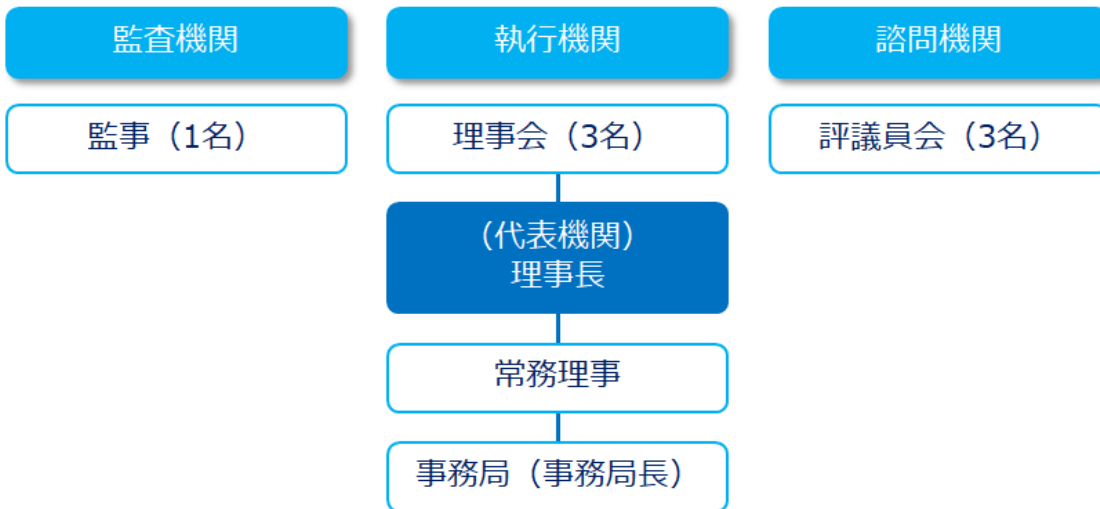 監査機関
執行機関
諮問機関
監事（1名）
理事会（3名）
評議員会（3名）
（代表機関）
理事長
常務理事
事務局（事務局長）